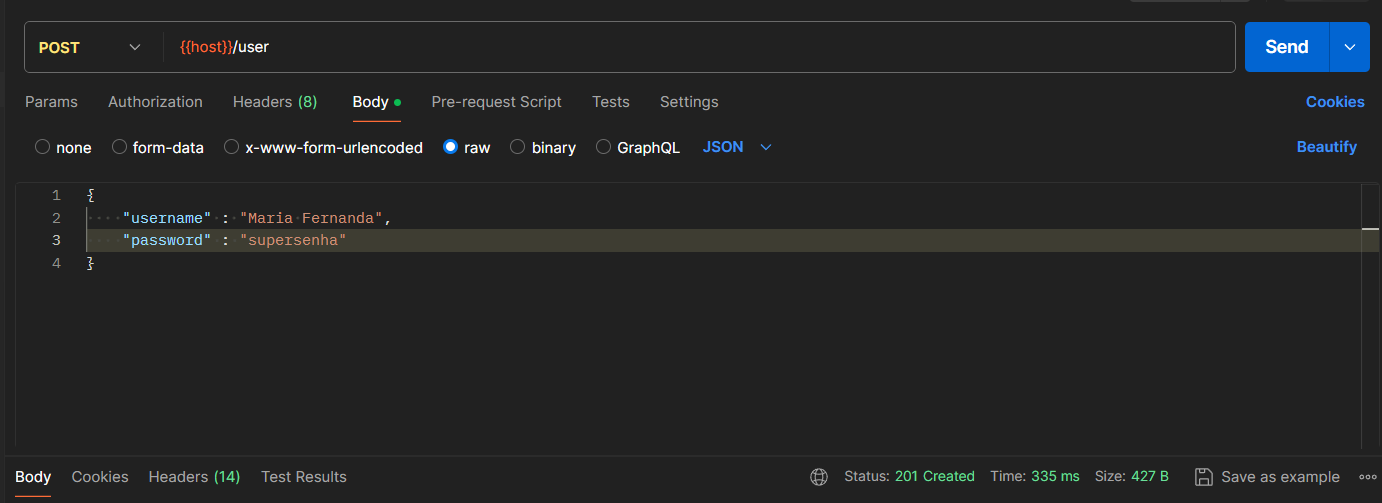 POST {{host}}/user Send
Params Authorization Headers (8) Body Pre-request Script Tests Settings Cookies
none form-data x-www-form-urlencoded raw binary GraphQL JSON Beautify
1 {
2 "username" : "Maria Fernanda",
3 "password" : "supersenha"
4 }
Body Cookies Headers (14) Test Results Status: 201 Created Time: 335 ms Size: 427 B Save as example